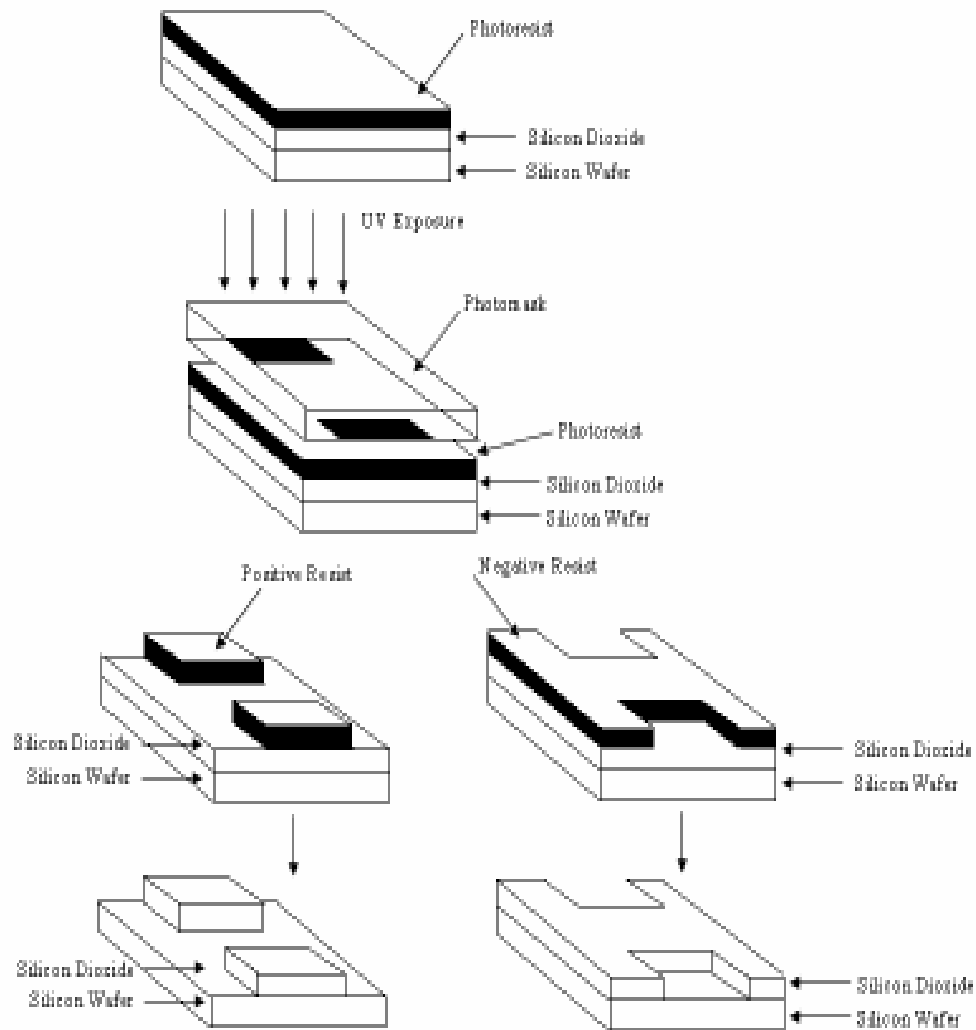 Photoresist
Silicon Dioxide
Silicon Wafer
UV Exposure
Photomask
Photoresist
Silicon Dioxide
Silicon Wafer
Positive Resist
Negative Resist
Silicon Dioxide
Silicon Wafer
Silicon Dioxide
Silicon Wafer
Silicon Dioxide
Silicon Wafer
Silicon Dioxide
Silicon Wafer